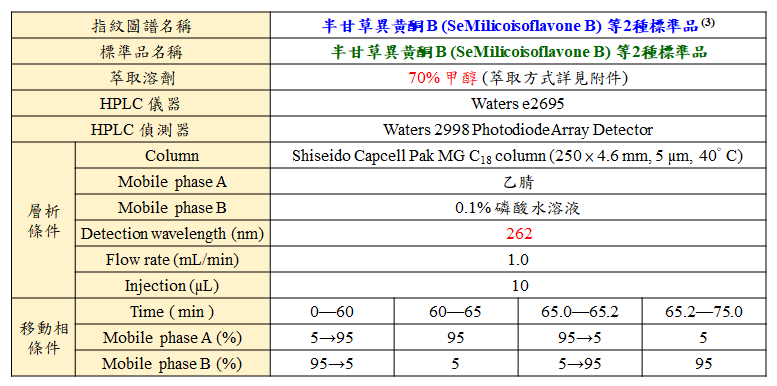 指紋圖譜名稱 半甘草異黃酮B (SeMilicoisoflavone B) 等2種標準品(3)
標準品名稱 半甘草異黃酮B (SeMilicoisoflavone B) 等2種標準品
萃取溶劑 70% 甲醇 (萃取方式詳見附件)
HPLC 儀器 Waters e2695
HPLC 偵測器 Waters 2998 PhotodiodeArray Detector
層析條件 Column Shiseido Capcell Pak MG C18 column (250 x 4.6 mm, 5 μm, 40° C)
Mobile phase A 乙腈
Mobile phase B 0.1% 磷酸水溶液
Detection wavelength (nm) 262
Flow rate (mL/min) 1.0
Injection (μL) 10
移動相條件 Time ( min ) 0—60 60—65 65.0—65.2 65.2—75.0
Mobile phase A (%) 5→95 95 95→5 5
Mobile phase B (%) 95→5 5 5→95 95